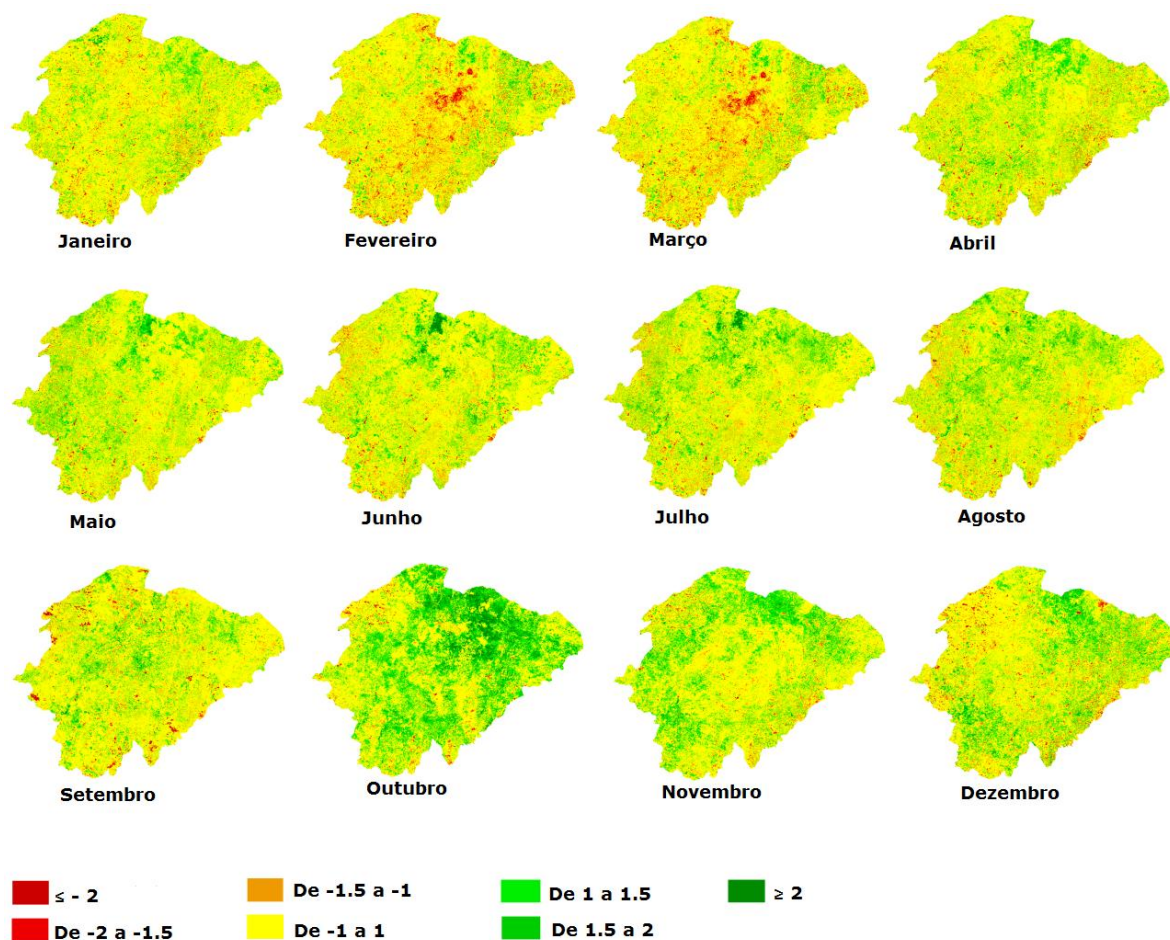 Janeiro
Fevereiro
Março
Abril
Maio
Junho
Julho
Agosto
Setembro
Outubro
Novembro
Dezembro
≤ - 2
De -1.5 a -1
De 1 a 1.5
≥ 2
De -2 a -1.5
De -1 a 1
De 1.5 a 2